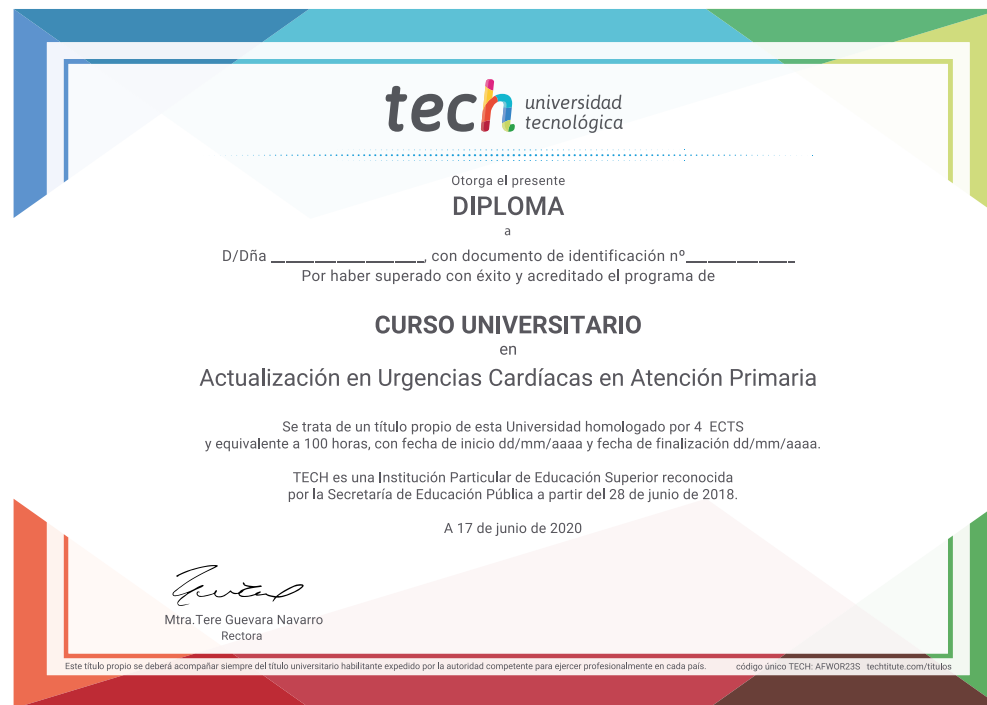 tech universidad
tecnológica
Otorga el presente
DIPLOMA
a
D/Dña ____________________, con documento de identificación nº______________
Por haber superado con éxito y acreditado el programa de
CURSO UNIVERSITARIO
en
Actualización en Urgencias Cardíacas en Atención Primaria
Se trata de un título propio de esta Universidad homologado por 4 ECTS
y equivalente a 100 horas, con fecha de inicio dd/mm/aaaa y fecha de finalización dd/mm/aaaa.
TECH es una Institución Particular de Educación Superior reconocida
por la Secretaría de Educación Pública a partir del 28 de junio de 2018.
A 17 de junio de 2020
Mtra.Tere Guevara Navarro
Rectora
Este título propio se deberá acompañar siempre del título universitario habilitante expedido por la autoridad competente para ejercer profesionalmente en cada país. código único TECH: AFWOR23S techtitute.com/titulos